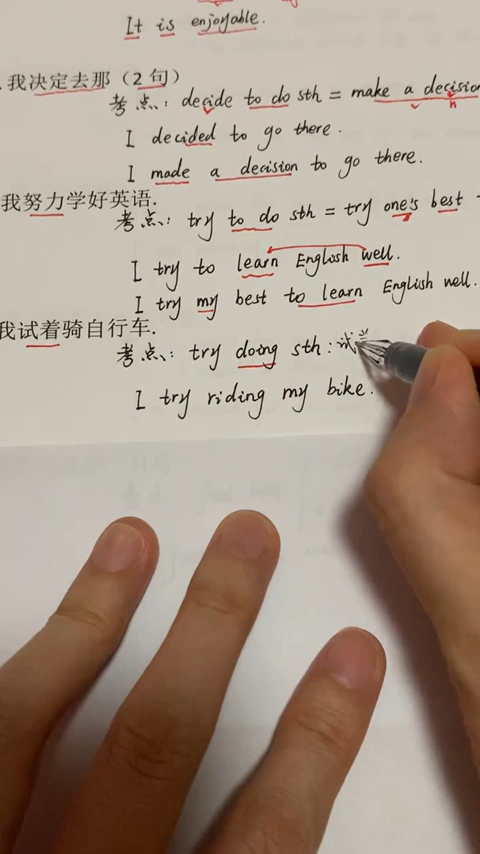 It is enjoyable.
.我决定去那（2句）
考点：decide to do sth = make a decision
I decided to go there.
I made a decision to go there.
我努力学好英语.
考点：try to do sth = try one's best
I try to learn English well.
I try my best to learn English well.
我试着骑自行车.
考点：try doing sth：试
I try riding my bike.